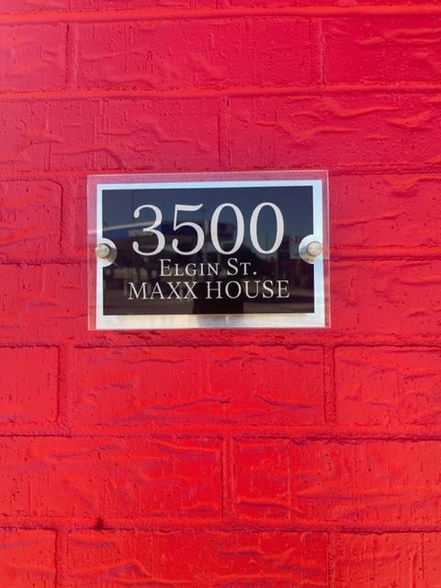 3500
Elgin St.
MAXX HOUSE